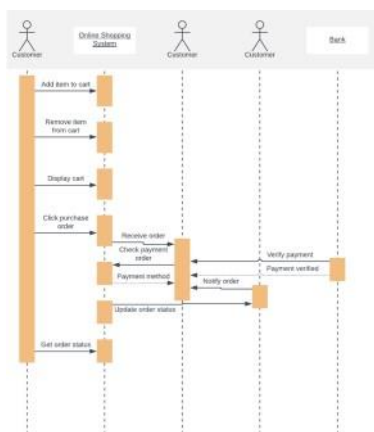 Online Shopping
System
Bank
Customer
Customer
Customer
Add item to cart
Remove item
from cart
Display cart
Click purchase
order
Receive order
Check payment
order
Verify payment
Payment verified
Payment method
Notify order
Update order status
Get order status